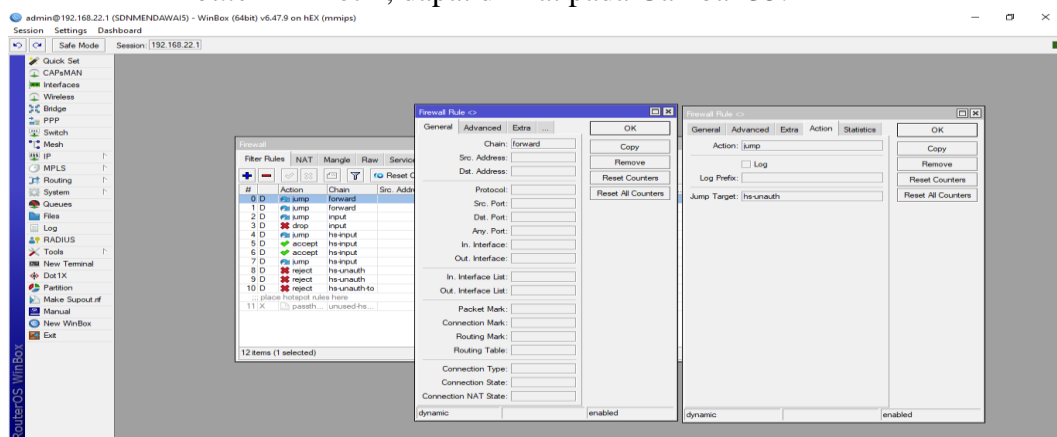 admin@192.168.22.1 (SDNMENDAWAI5) - WinBox (64bit) v6.47.9 on hEX (mmips)
Session Settings Dashboard
Safe Mode Session: 192.168.22.1
Quick Set
CAPsMAN
Interfaces
Wireless
Bridge
PPP
Switch
Mesh
IP
MPLS
Routing
System
Queues
Files
Log
RADIUS
Tools
New Terminal
Dot1X
Partition
Make Supout.rif
Manual
New WinBox
Exit
RouterOS WinBox
Firewall
Filter Rules NAT Mangle Raw Service
Reset C
# Action Chain Src. Addre
0 D jump forward
1 D jump forward
2 D jump input
3 D drop input
4 D jump hs-input
5 D accept hs-input
6 D accept hs-input
7 D jump hs-input
8 D reject hs-unauth
9 D reject hs-unauth
10 D reject hs-unauth-to
;;; place hotspot rules here
11 X passth... unused-hs...
12 items (1 selected)
Firewall Rule <>
General Advanced Extra ...
Chain: forward
Src. Address:
Dst. Address:
Protocol:
Src. Port:
Dst. Port:
Any. Port:
In. Interface:
Out. Interface:
In. Interface List:
Out. Interface List:
Packet Mark:
Connection Mark:
Routing Mark:
Routing Table:
Connection Type:
Connection State:
Connection NAT State:
OK
Copy
Remove
Reset Counters
Reset All Counters
dynamic enabled
Firewall Rule <>
General Advanced Extra Action Statistics
Action: jump
Log
Log Prefix:
Jump Target: hs-unauth
OK
Copy
Remove
Reset Counters
Reset All Counters
dynamic enabled